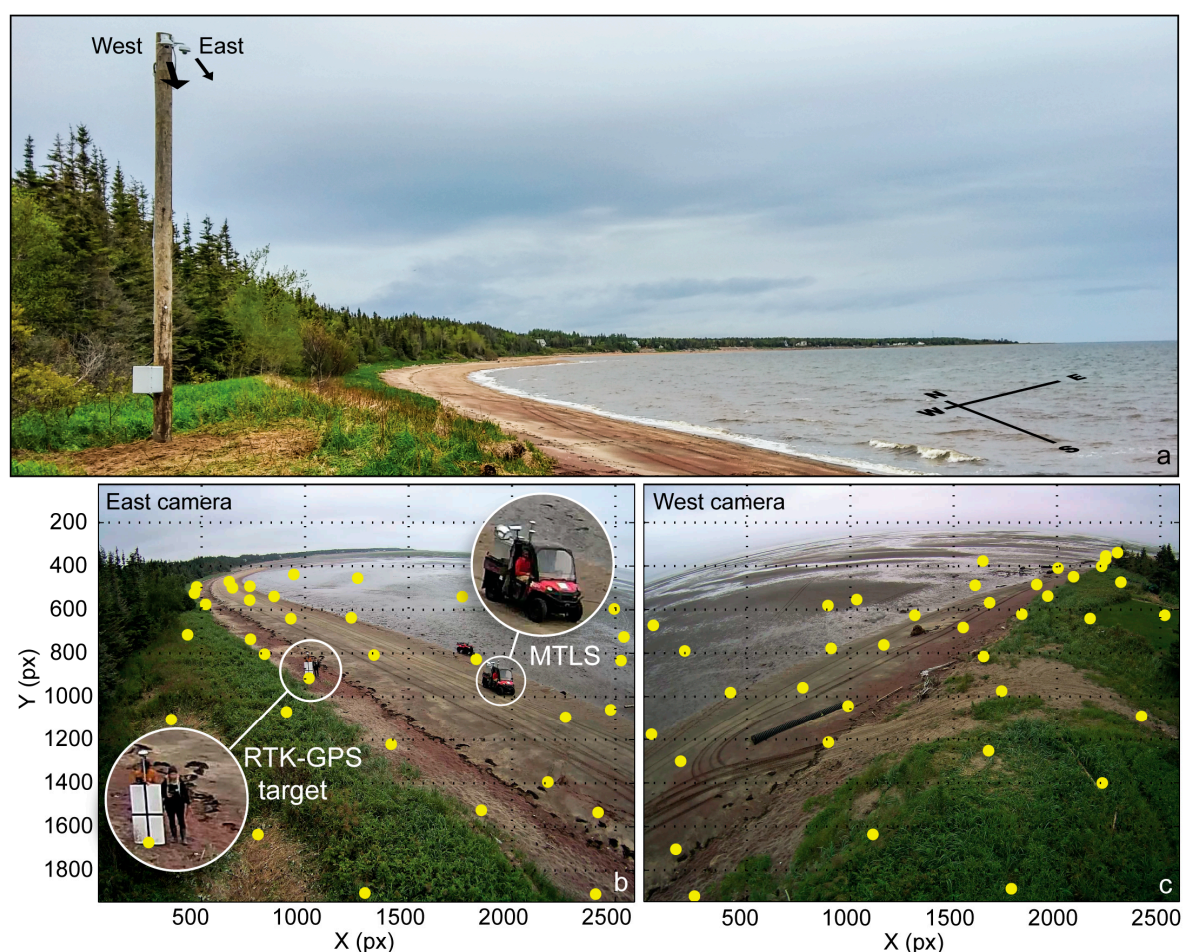 West East
N
E
W
S
a
East camera
West camera
200
400
600
800
1000
1200
1400
1600
1800
Y (px)
MTLS
RTK-GPS
target
b
c
500 1000 1500 2000 2500
500 1000 1500 2000 2500
X (px)
X (px)